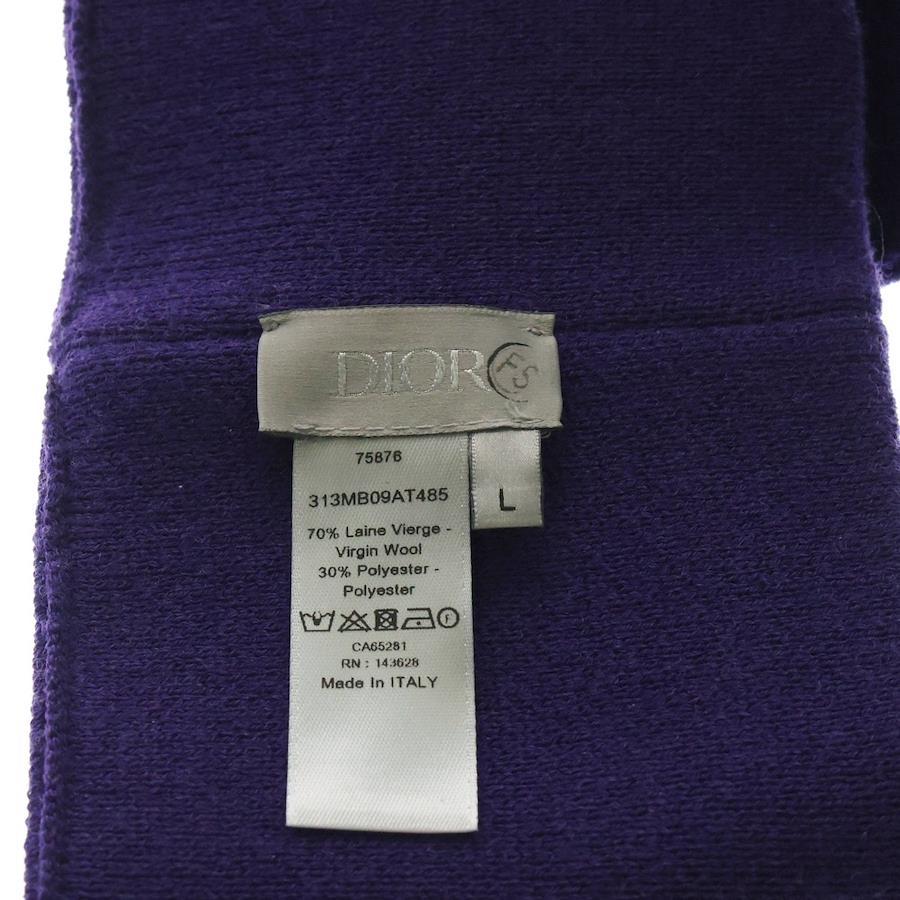 DIOR FS
75876
L
313MB09AT485
70% Laine Vierge -
Virgin Wool
30% Polyester -
Polyester
F
CA65281
RN : 143628
Made In ITALY